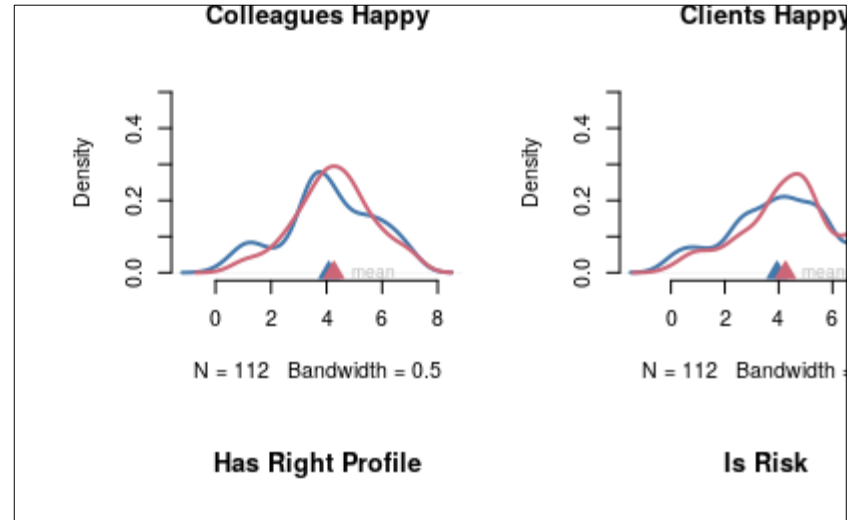 Colleagues Happy
Density
0.4
0.2
0.0
mean
0 2 4 6 8
N = 112 Bandwidth = 0.5
Clients Happy
Density
0.4
0.2
0.0
mean
0 2 4 6
N = 112 Bandwidth =
Has Right Profile
Is Risk